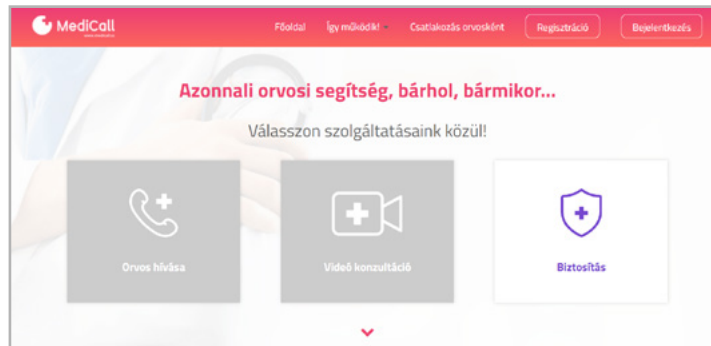 MediCall
Főoldal
Így működik!
Csatlakozás orvosként
Regisztráció
Bejelentkezés
Azonnali orvosi segítség, bárhol, bármikor...
Válasszon szolgáltatásaink közül!
Orvos hívása
Videó konzultáció
Biztosítás